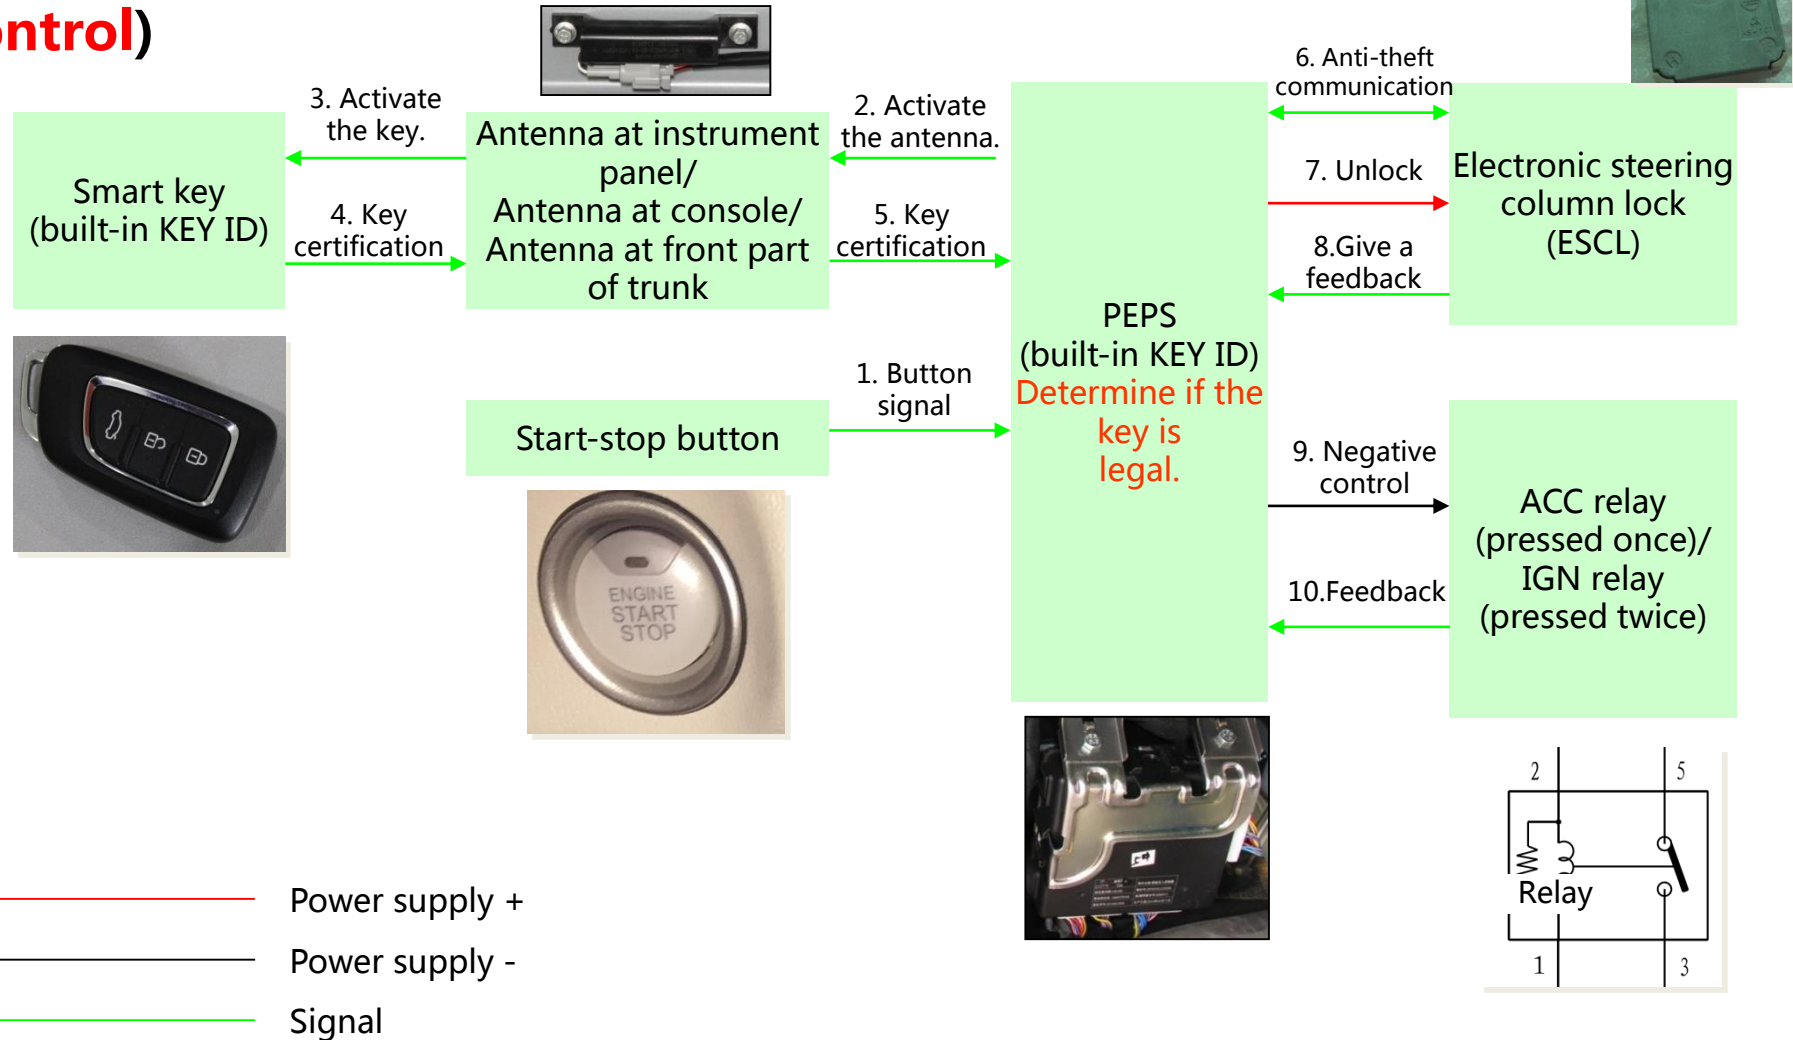 ntrol)
3. Activate
the key.
2. Activate
the antenna.
6. Anti-theft
communication
Smart key
(built-in KEY ID)
4. Key
certification
Antenna at instrument
panel/
Antenna at console/
Antenna at front part
of trunk
5. Key
certification
7. Unlock
8.Give a
feedback
Electronic steering
column lock
(ESCL)
PEPS
(built-in KEY ID)
Determine if the
key is
legal.
1. Button
signal
Start-stop button
ENGINE
START
STOP
9. Negative
control
10.Feedback
ACC relay
(pressed once)/
IGN relay
(pressed twice)
2
5
Relay
1
3
Power supply +
Power supply -
Signal